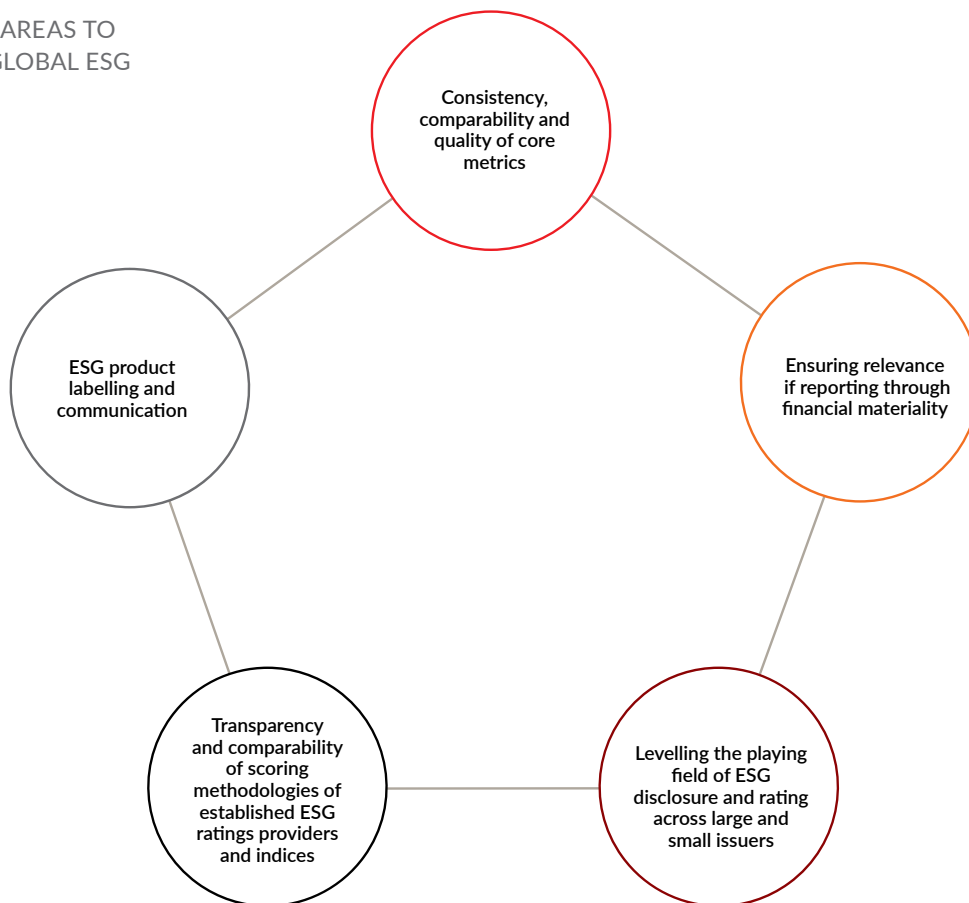 AREAS TO
GLOBAL ESG
Consistency,
comparability and
quality of core
metrics
Ensuring relevance
if reporting through
financial materiality
Levelling the playing
field of ESG
disclosure and rating
across large and
small issuers
Transparency
and comparability
of scoring
methodologies of
established ESG
ratings providers
and indices
ESG product
labelling and
communication